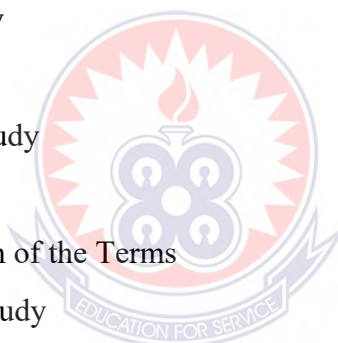 y
udy
n of the Terms
udy
EDUCATION FOR SERVICE